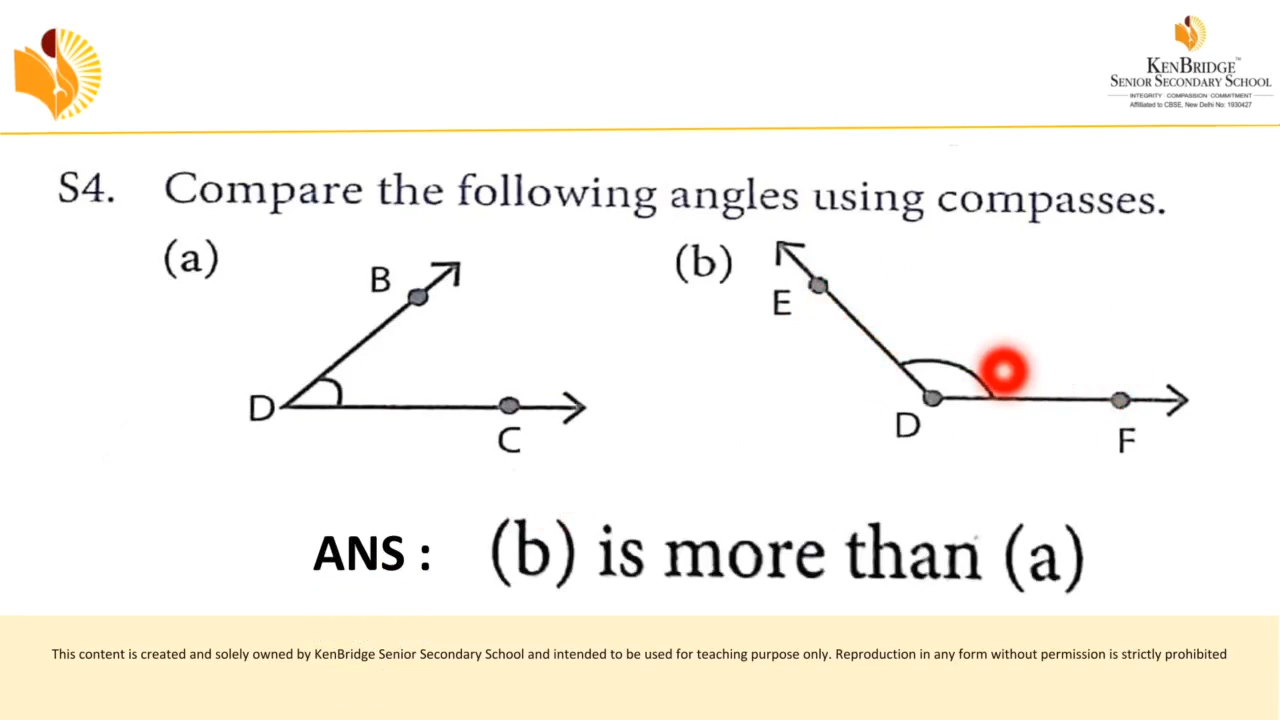 KENBRIDGE™
SENIOR SECONDARY SCHOOL
INTEGRITY COMPASSION COMMITMENT
Affiliated to CBSE, New Delhi No: 1930427
S4. Compare the following angles using compasses.
(a)
B
D
C
(b)
E
D
F
ANS : (b) is more than (a)
This content is created and solely owned by KenBridge Senior Secondary School and intended to be used for teaching purpose only. Reproduction in any form without permission is strictly prohibited